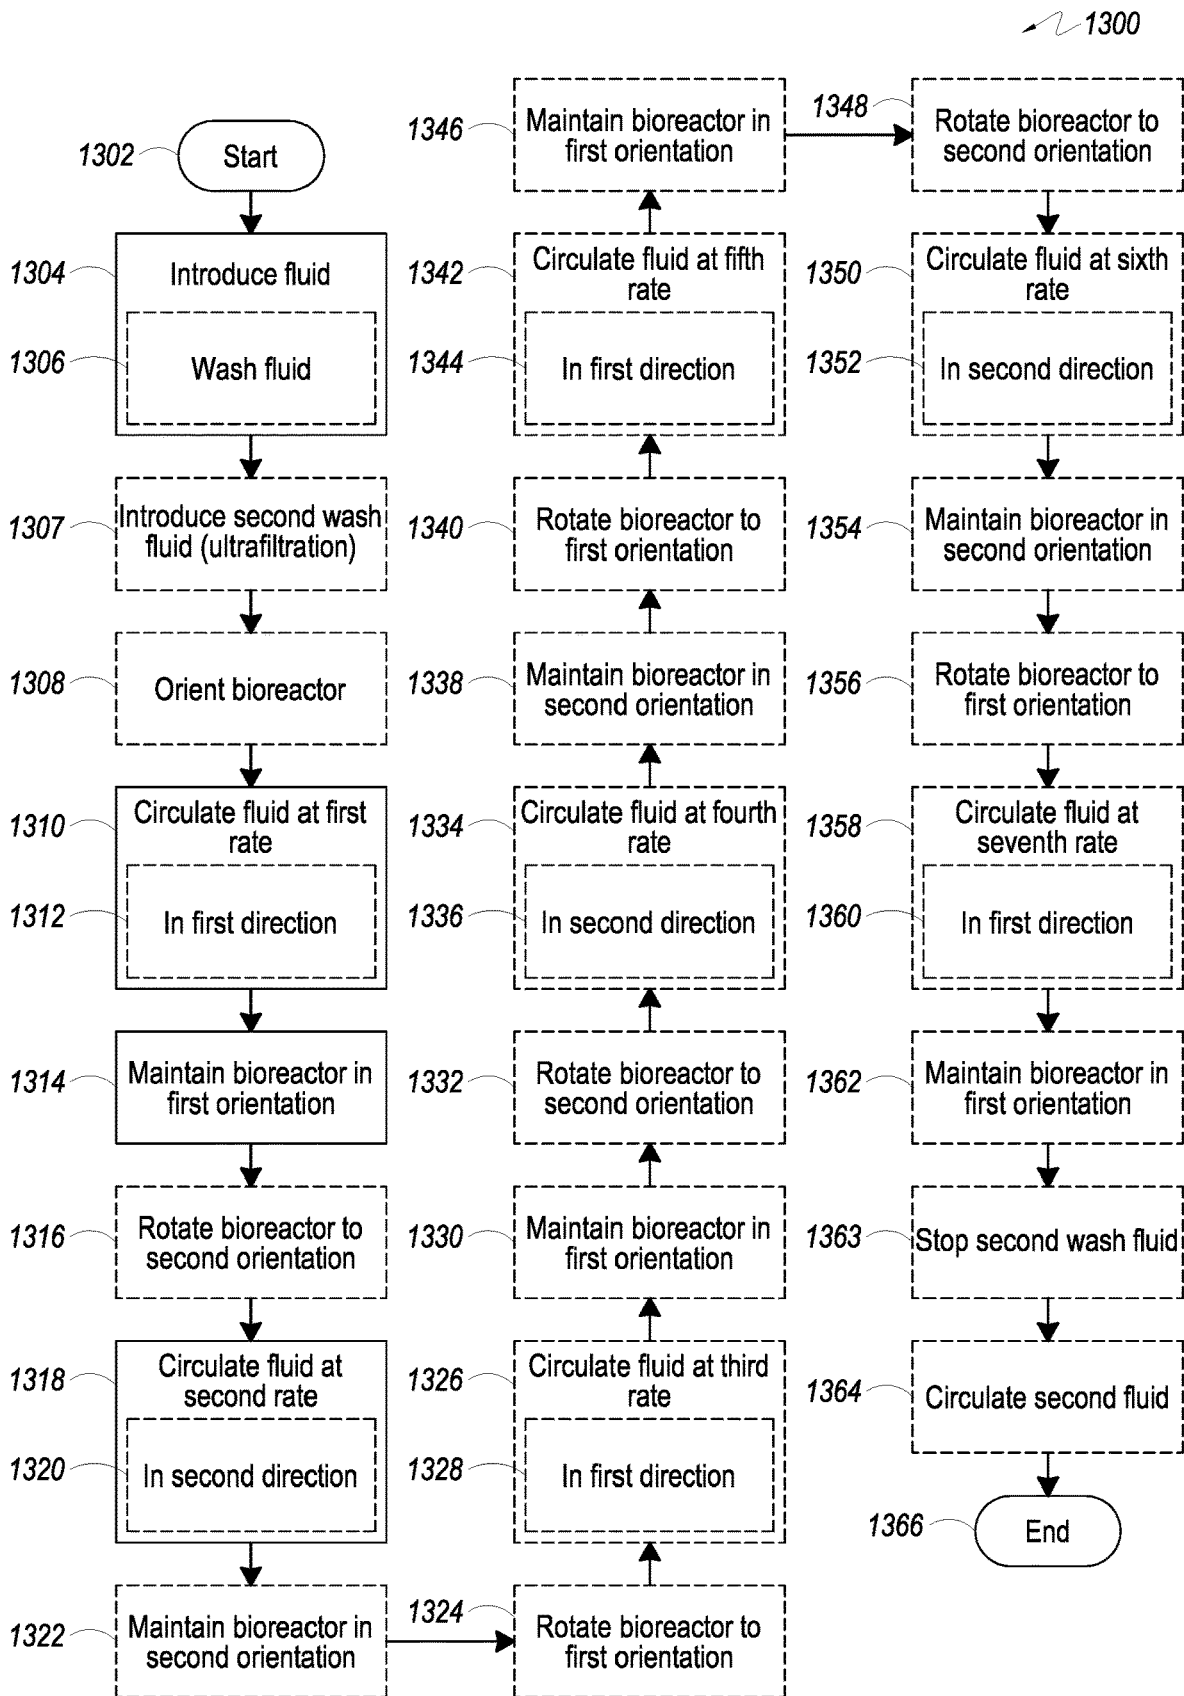 1300
1302
Start
1304
Introduce fluid
1306
Wash fluid
1307
Introduce second wash
fluid (ultrafiltration)
1308
Orient bioreactor
1310
Circulate fluid at first
rate
1312
In first direction
1314
Maintain bioreactor in
first orientation
1316
Rotate bioreactor to
second orientation
1318
Circulate fluid at
second rate
1320
In second direction
1322
Maintain bioreactor in
second orientation
1324
Rotate bioreactor to
first orientation
1326
Circulate fluid at third
rate
1328
In first direction
1330
Maintain bioreactor in
first orientation
1332
Rotate bioreactor to
second orientation
1334
Circulate fluid at fourth
rate
1336
In second direction
1338
Maintain bioreactor in
second orientation
1340
Rotate bioreactor to
first orientation
1342
Circulate fluid at fifth
rate
1344
In first direction
1346
Maintain bioreactor in
first orientation
1348
Rotate bioreactor to
second orientation
1350
Circulate fluid at sixth
rate
1352
In second direction
1354
Maintain bioreactor in
second orientation
1356
Rotate bioreactor to
first orientation
1358
Circulate fluid at
seventh rate
1360
In first direction
1362
Maintain bioreactor in
first orientation
1363
Stop second wash fluid
1364
Circulate second fluid
1366
End